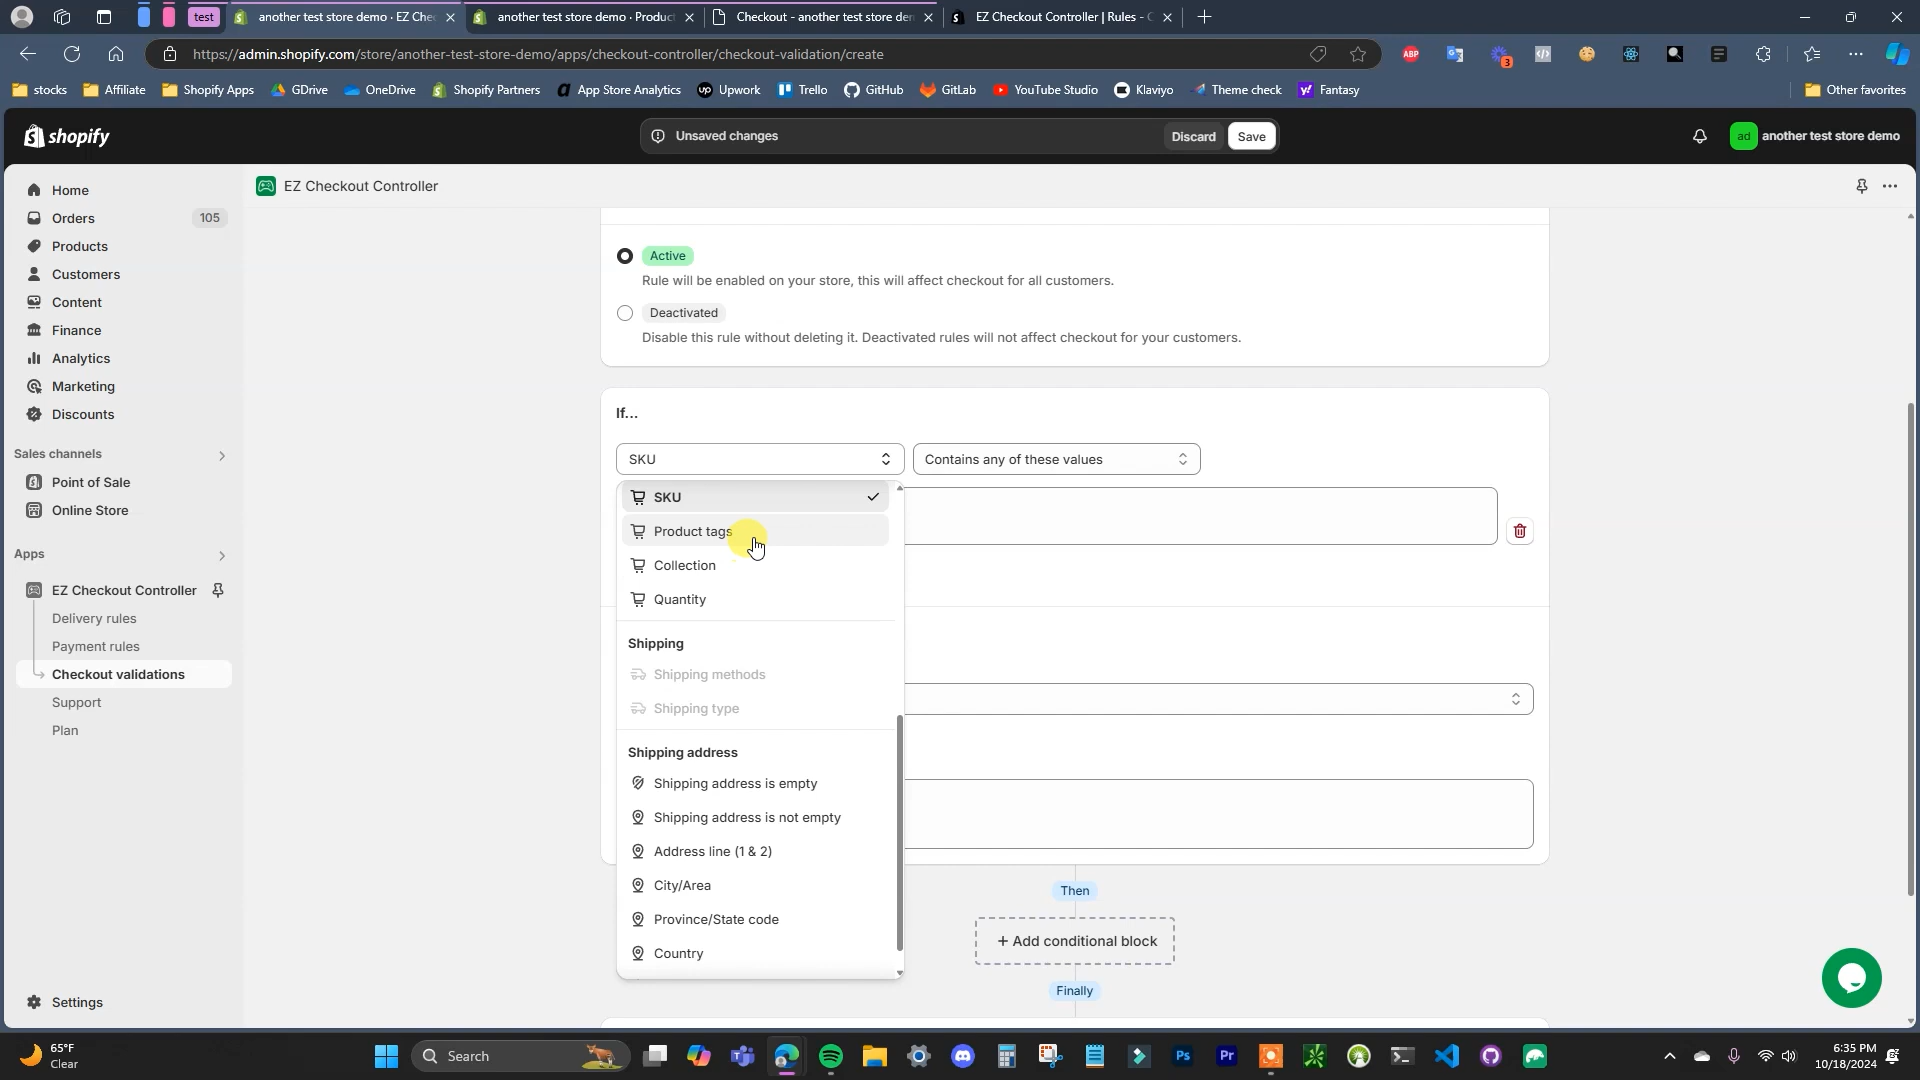 test
another test store demo · EZ Chec
another test store demo · Produc
Checkout - another test store den
EZ Checkout Controller | Rules - C
https://admin.shopify.com/store/another-test-store-demo/apps/checkout-controller/checkout-validation/create
ABP
3
stocks
Affiliate
Shopify Apps
GDrive
OneDrive
Shopify Partners
App Store Analytics
Upwork
Trello
GitHub
GitLab
YouTube Studio
Klaviyo
Theme check
Fantasy
Other favorites
shopify
Unsaved changes
Discard
Save
ad
another test store demo
Home
Orders
105
Products
Customers
Content
Finance
Analytics
Marketing
Discounts
Sales channels
Point of Sale
Online Store
Apps
EZ Checkout Controller
Delivery rules
Payment rules
Checkout validations
Support
Plan
Settings
EZ Checkout Controller
Active
Rule will be enabled on your store, this will affect checkout for all customers.
Deactivated
Disable this rule without deleting it. Deactivated rules will not affect checkout for your customers.
If...
SKU
Contains any of these values
SKU
Product tags
Collection
Quantity
Shipping
Shipping methods
Shipping type
Shipping address
Shipping address is empty
Shipping address is not empty
Address line (1 & 2)
City/Area
Province/State code
Country
Then
+ Add conditional block
Finally
65°F
Clear
Search
6:35 PM
10/18/2024